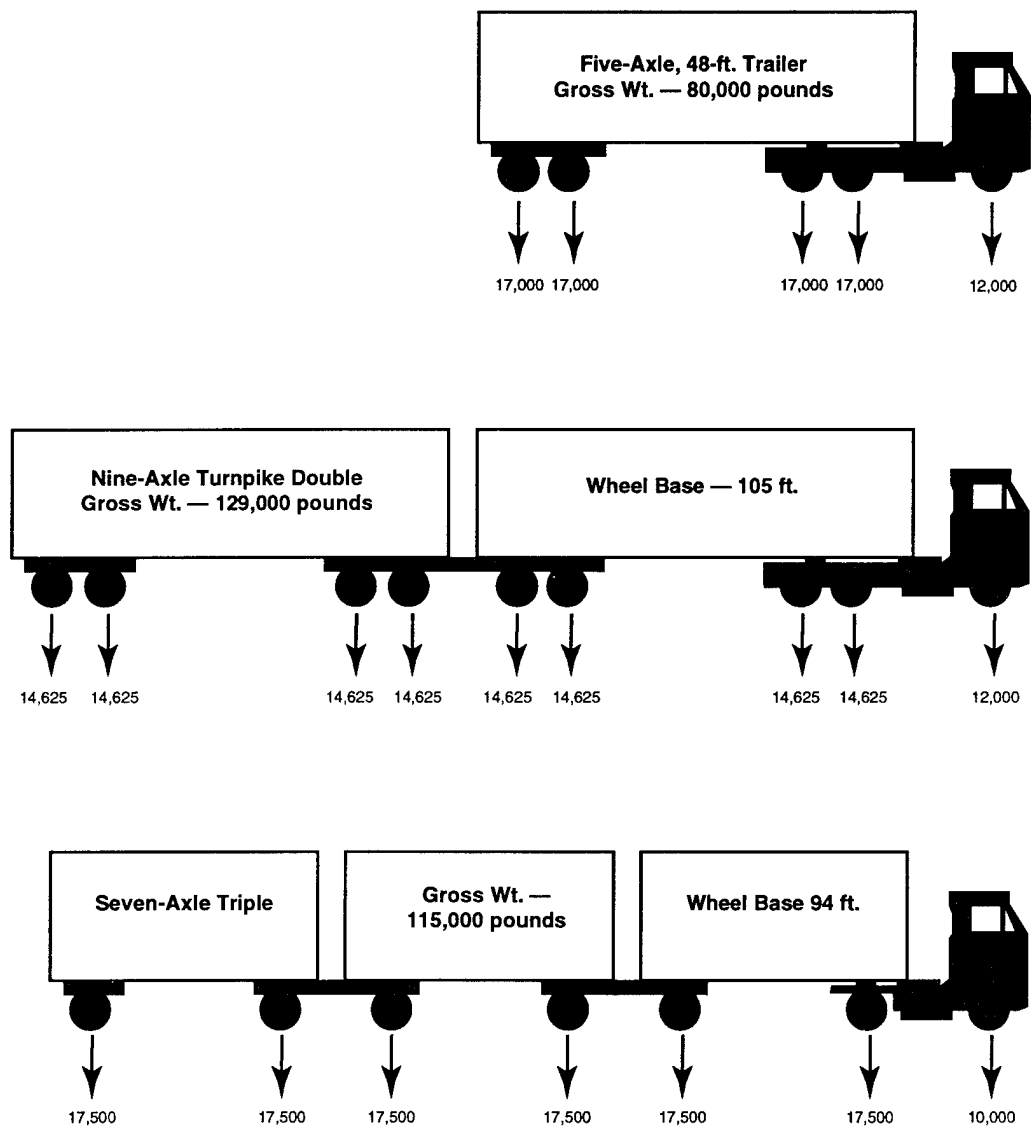 Five-Axle, 48-ft. Trailer
Gross Wt. — 80,000 pounds
17,000 17,000 17,000 17,000 12,000
Nine-Axle Turnpike Double
Gross Wt. — 129,000 pounds
Wheel Base — 105 ft.
14,625 14,625 14,625 14,625 14,625 14,625 14,625 14,625 12,000
Seven-Axle Triple
Gross Wt. —
115,000 pounds
Wheel Base 94 ft.
17,500 17,500 17,500 17,500 17,500 17,500 10,000